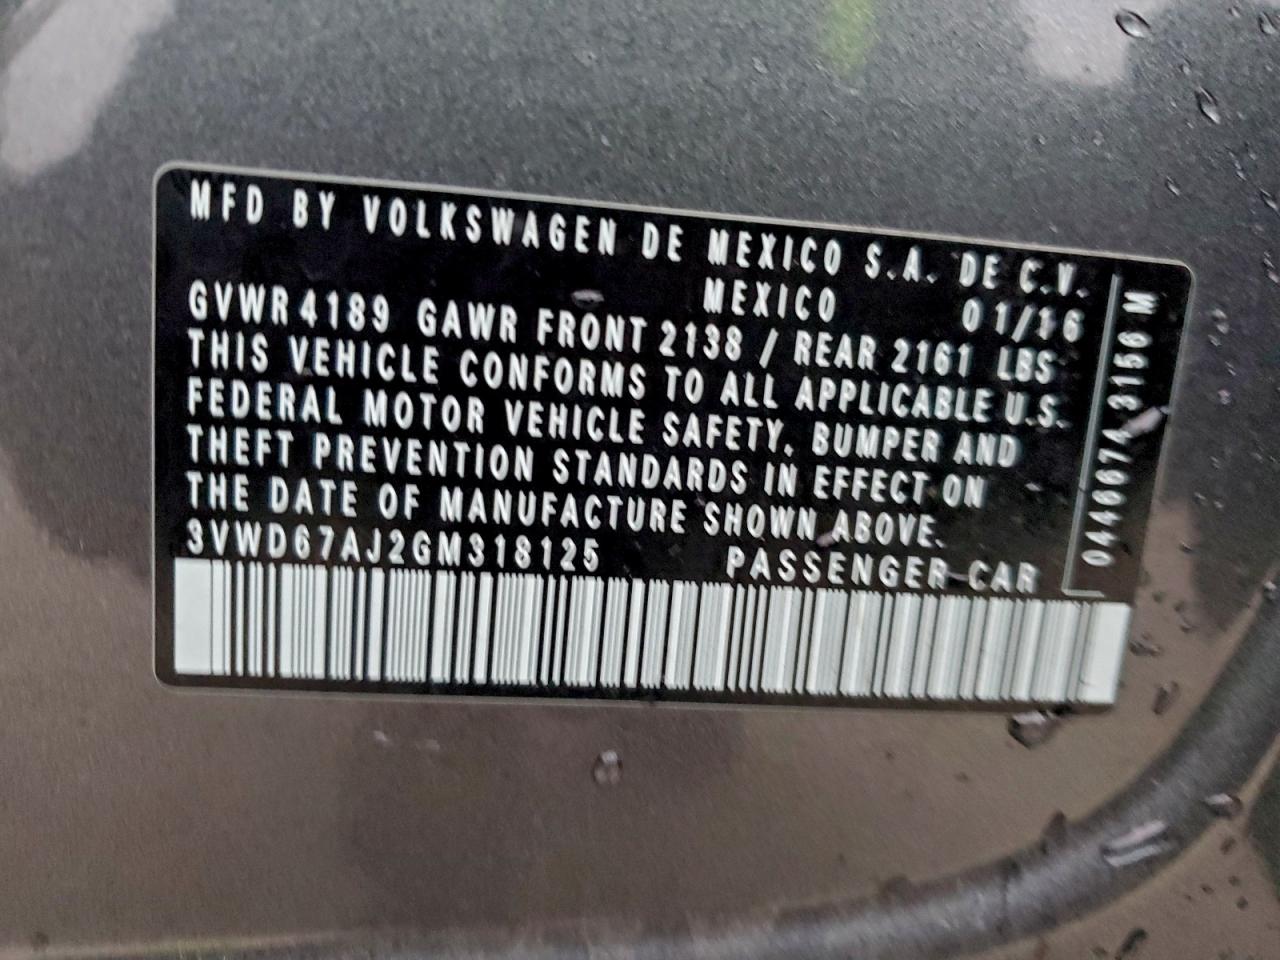 MFD BY VOLKSWAGEN DE MEXICO S.A. DE C.V.
MEXICO 01/16
GVWR 4189 GAWR FRONT 2138 / REAR 2161 LBS
THIS VEHICLE CONFORMS TO ALL APPLICABLE U.S.
FEDERAL MOTOR VEHICLE SAFETY, BUMPER AND
THEFT PREVENTION STANDARDS IN EFFECT ON
THE DATE OF MANUFACTURE SHOWN ABOVE.
3VWD67AJ2GM318125 PASSENGER CAR
0446674 3156 M